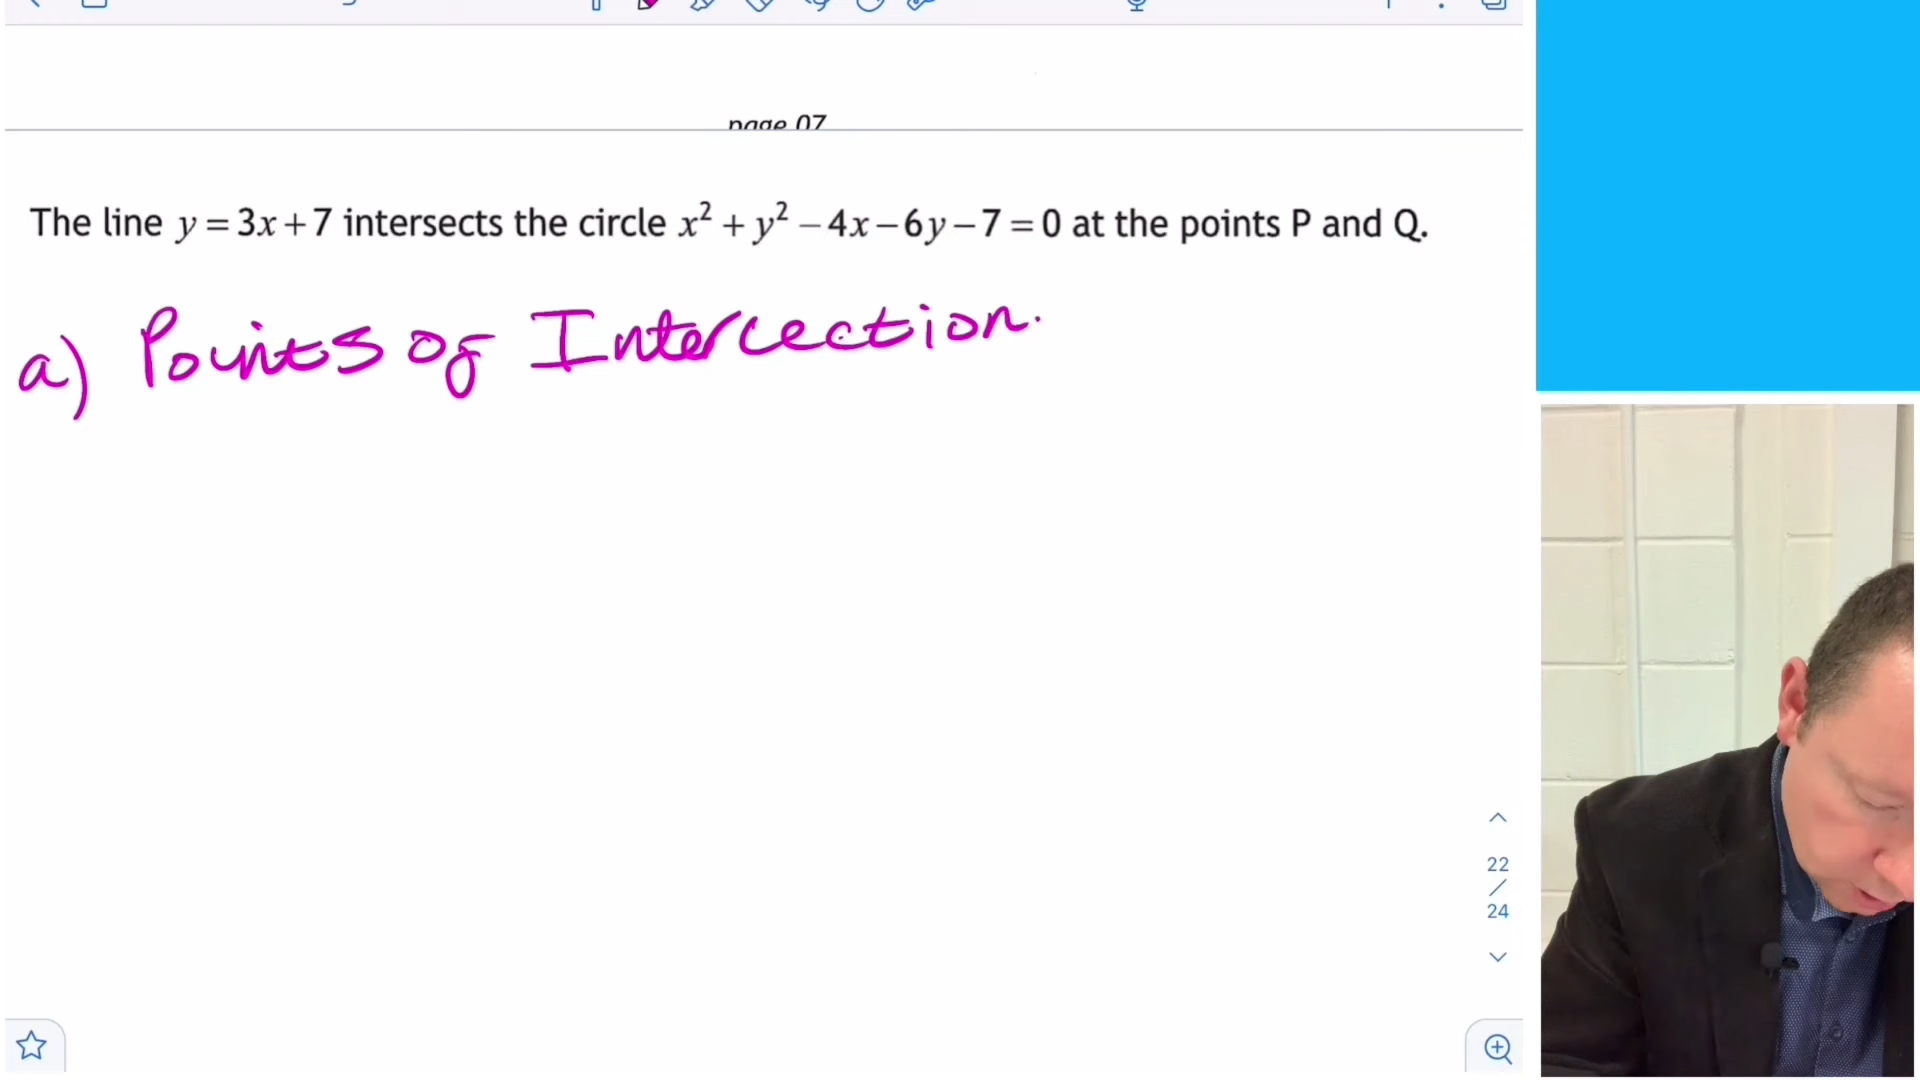 page 07
The line y = 3x + 7 intersects the circle x² + y² − 4x − 6y − 7 = 0 at the points P and Q.
a) Points of Intercection.
22
/
24